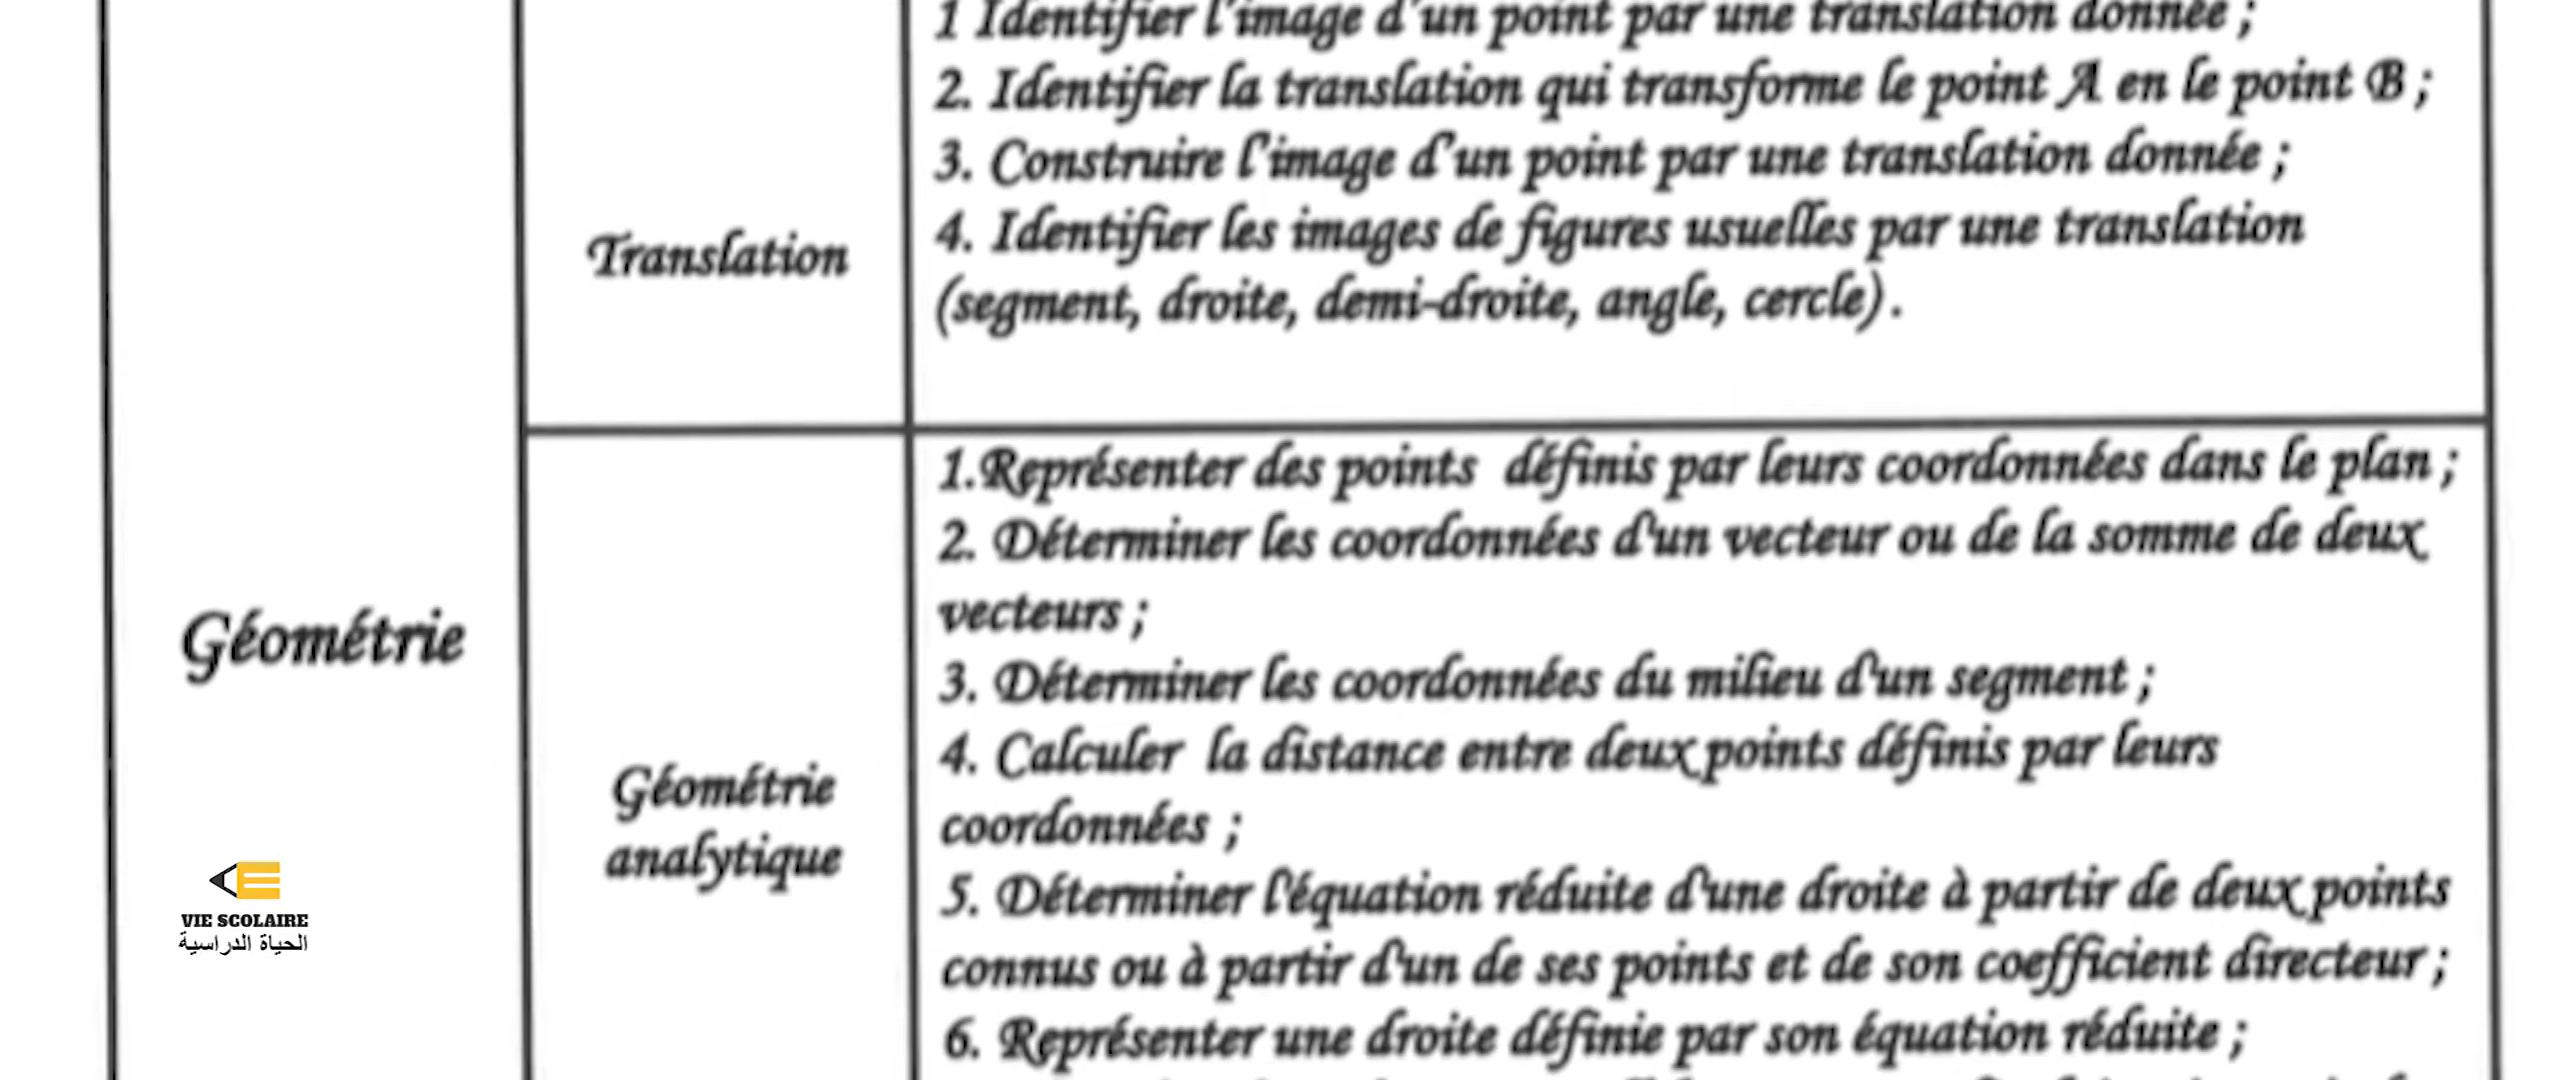 Géométrie
Translation
1 Identifier l'image d'un point par une translation donnée ;
2. Identifier la translation qui transforme le point A en le point B ;
3. Construire l'image d'un point par une translation donnée ;
4. Identifier les images de figures usuelles par une translation
(segment, droite, demi-droite, angle, cercle) .
Géométrie
analytique
1.Représenter des points définis par leurs coordonnées dans le plan ;
2. Déterminer les coordonnées d'un vecteur ou de la somme de deux
vecteurs ;
3. Déterminer les coordonnées du milieu d'un segment ;
4. Calculer la distance entre deux points définis par leurs
coordonnées ;
5. Déterminer l'équation réduite d'une droite à partir de deux points
connus ou à partir d'un de ses points et de son coefficient directeur ;
6. Représenter une droite définie par son équation réduite ;
VIE SCOLAIRE
الحياة الدراسية